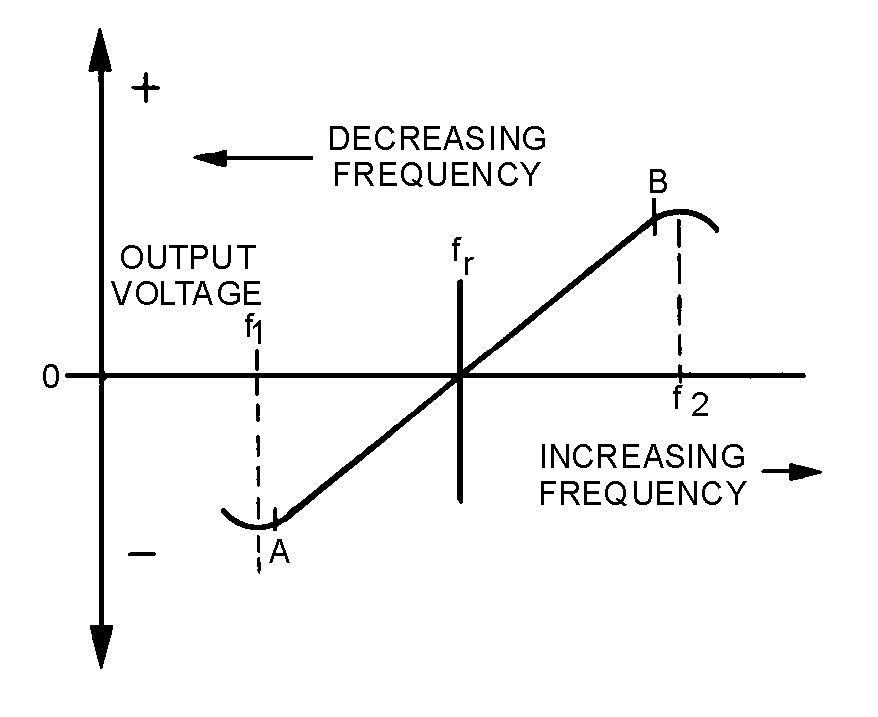 +
DECREASING
FREQUENCY
B
OUTPUT
VOLTAGE
fr
f1
0
f2
INCREASING
FREQUENCY
A
−